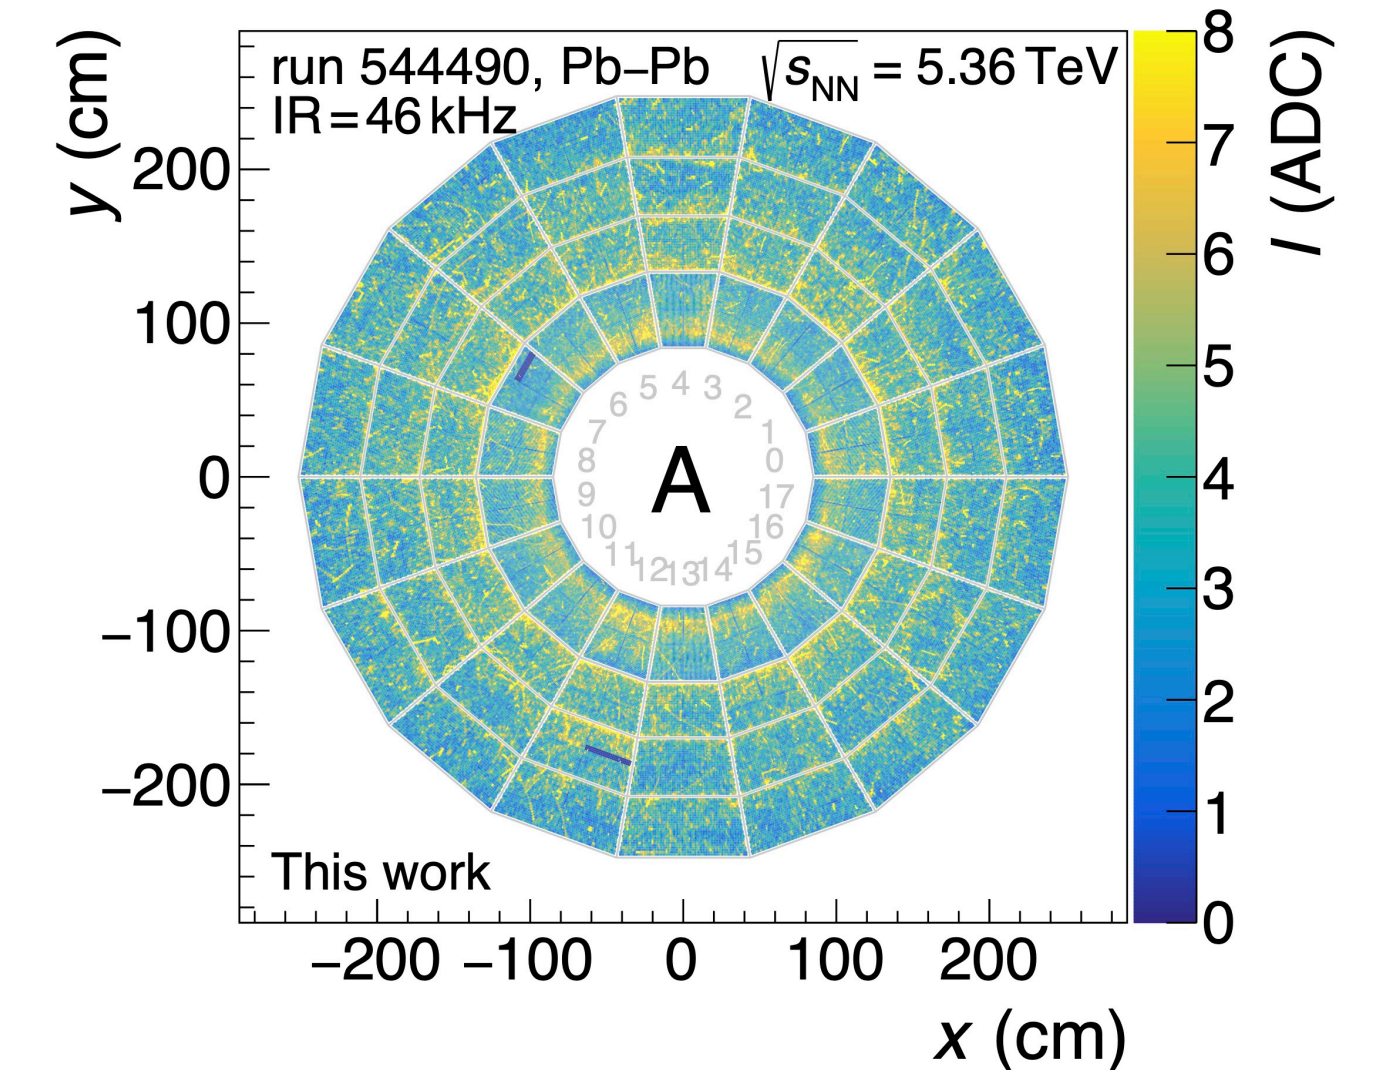 run 544490, Pb−Pb √sNN = 5.36 TeV
IR = 46 kHz
y (cm)
200
100
0
−100
−200
5 4 3
6 2
7 1
8 0
A
9 17
10 16
11 15
12 13 14
This work
−200 −100 0 100 200
x (cm)
8
7
6
5
4
3
2
1
0
I (ADC)